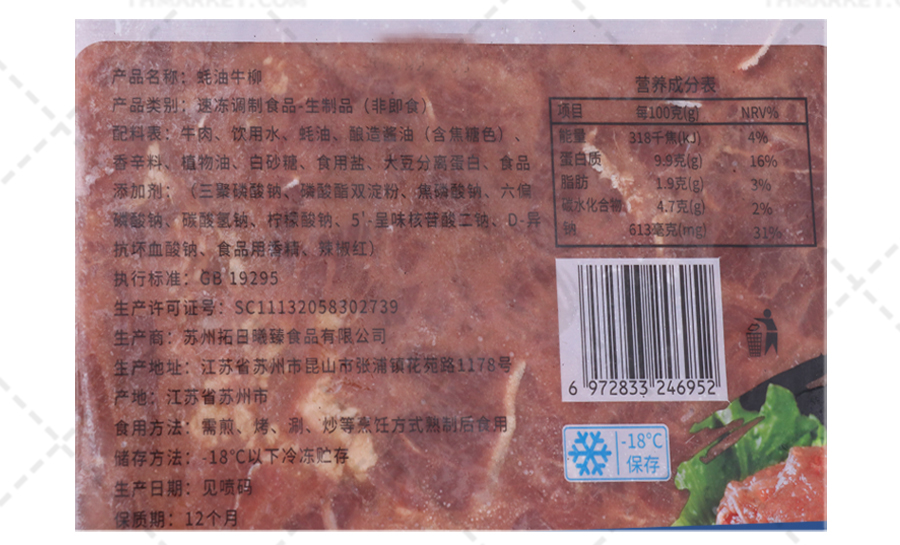 产品名称：蚝油牛柳
产品类别：速冻调制食品-生制品（非即食）
配料表：牛肉、饮用水、蚝油、酿造酱油（含焦糖色）、
香辛料、植物油、白砂糖、食用盐、大豆分离蛋白、食品
添加剂：（三聚磷酸钠、磷酸酯双淀粉、焦磷酸钠、六偏
磷酸钠、碳酸氢钠、柠檬酸钠、5'-呈味核苷酸二钠、D-异
抗坏血酸钠、食品用香精、辣椒红）
执行标准：GB 19295
生产许可证号：SC11132058302739
生产商：苏州拓日曦臻食品有限公司
生产地址：江苏省苏州市昆山市张浦镇花苑路1178号
产地：江苏省苏州市
食用方法：需煎、烤、涮、炒等烹饪方式熟制后食用
储存方法：-18℃以下冷冻贮存
生产日期：见喷码
保质期：12个月
营养成分表
项目 每100克(g) NRV%
能量 318千焦(KJ) 4%
蛋白质 9.9克(g) 16%
脂肪 1.9克(g) 3%
碳水化合物 4.7克(g) 2%
钠 613毫克(mg) 31%
6 972833 246952
-18℃
保存